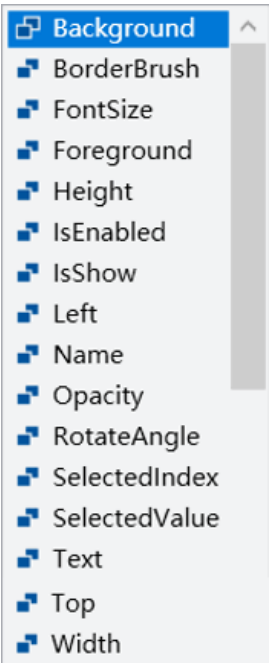 Background
BorderBrush
FontSize
Foreground
Height
IsEnabled
IsShow
Left
Name
Opacity
RotateAngle
SelectedIndex
SelectedValue
Text
Top
Width